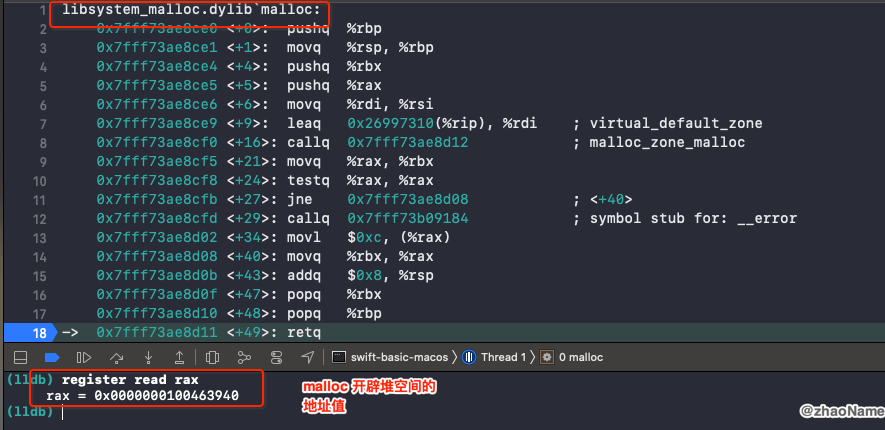 1 libsystem_malloc.dylib`malloc:
2 0x7fff73ae8ce0 <+0>: pushq %rbp
3 0x7fff73ae8ce1 <+1>: movq %rsp, %rbp
4 0x7fff73ae8ce4 <+4>: pushq %rbx
5 0x7fff73ae8ce5 <+5>: pushq %rax
6 0x7fff73ae8ce6 <+6>: movq %rdi, %rsi
7 0x7fff73ae8ce9 <+9>: leaq 0x26997310(%rip), %rdi ; virtual_default_zone
8 0x7fff73ae8cf0 <+16>: callq 0x7fff73ae8d12 ; malloc_zone_malloc
9 0x7fff73ae8cf5 <+21>: movq %rax, %rbx
10 0x7fff73ae8cf8 <+24>: testq %rax, %rax
11 0x7fff73ae8cfb <+27>: jne 0x7fff73ae8d08 ; <+40>
12 0x7fff73ae8cfd <+29>: callq 0x7fff73b09184 ; symbol stub for: __error
13 0x7fff73ae8d02 <+34>: movl $0xc, (%rax)
14 0x7fff73ae8d08 <+40>: movq %rbx, %rax
15 0x7fff73ae8d0b <+43>: addq $0x8, %rsp
16 0x7fff73ae8d0f <+47>: popq %rbx
17 0x7fff73ae8d10 <+48>: popq %rbp
18 -> 0x7fff73ae8d11 <+49>: retq
swift-basic-macos Thread 1 0 malloc
(lldb) register read rax
rax = 0x0000000100463940
(lldb)
malloc 开辟堆空间的
地址值
@zhaoName